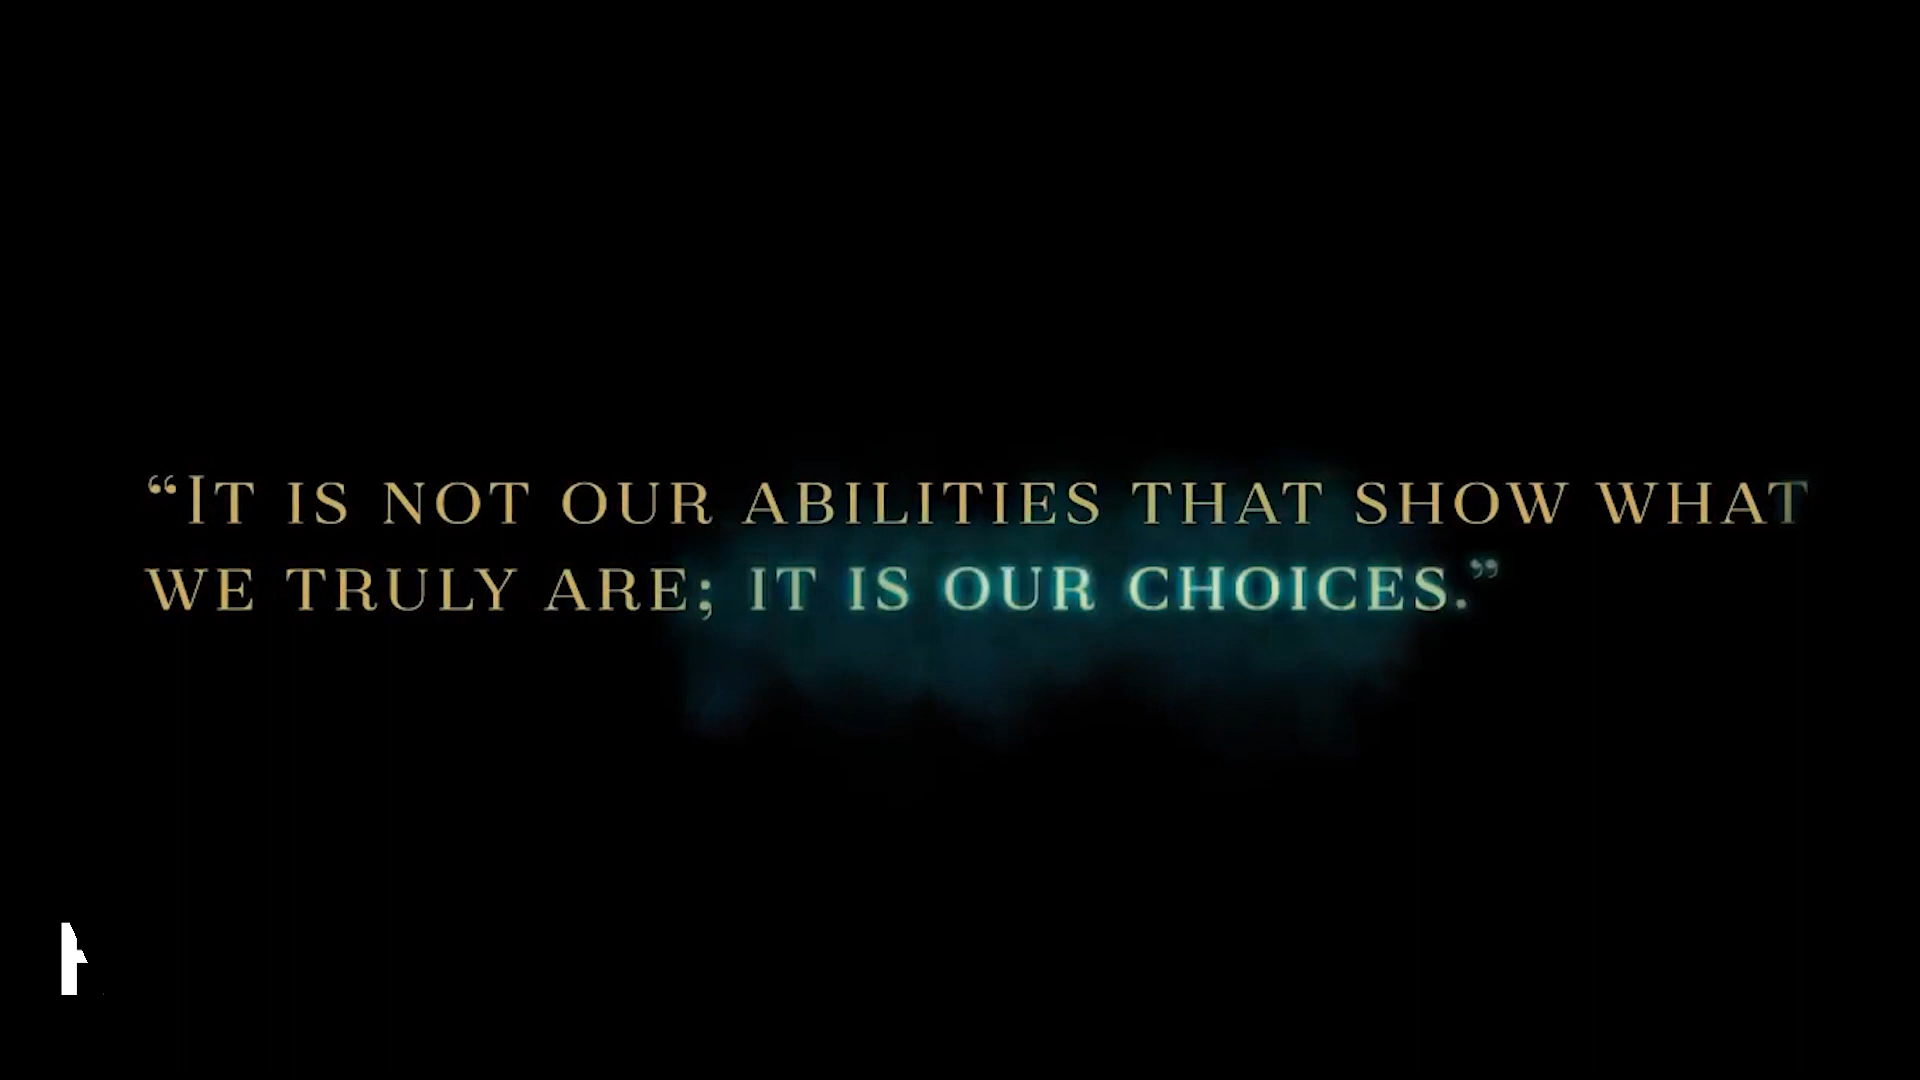 “It is not our abilities that show what
we truly are; it is our choices.”